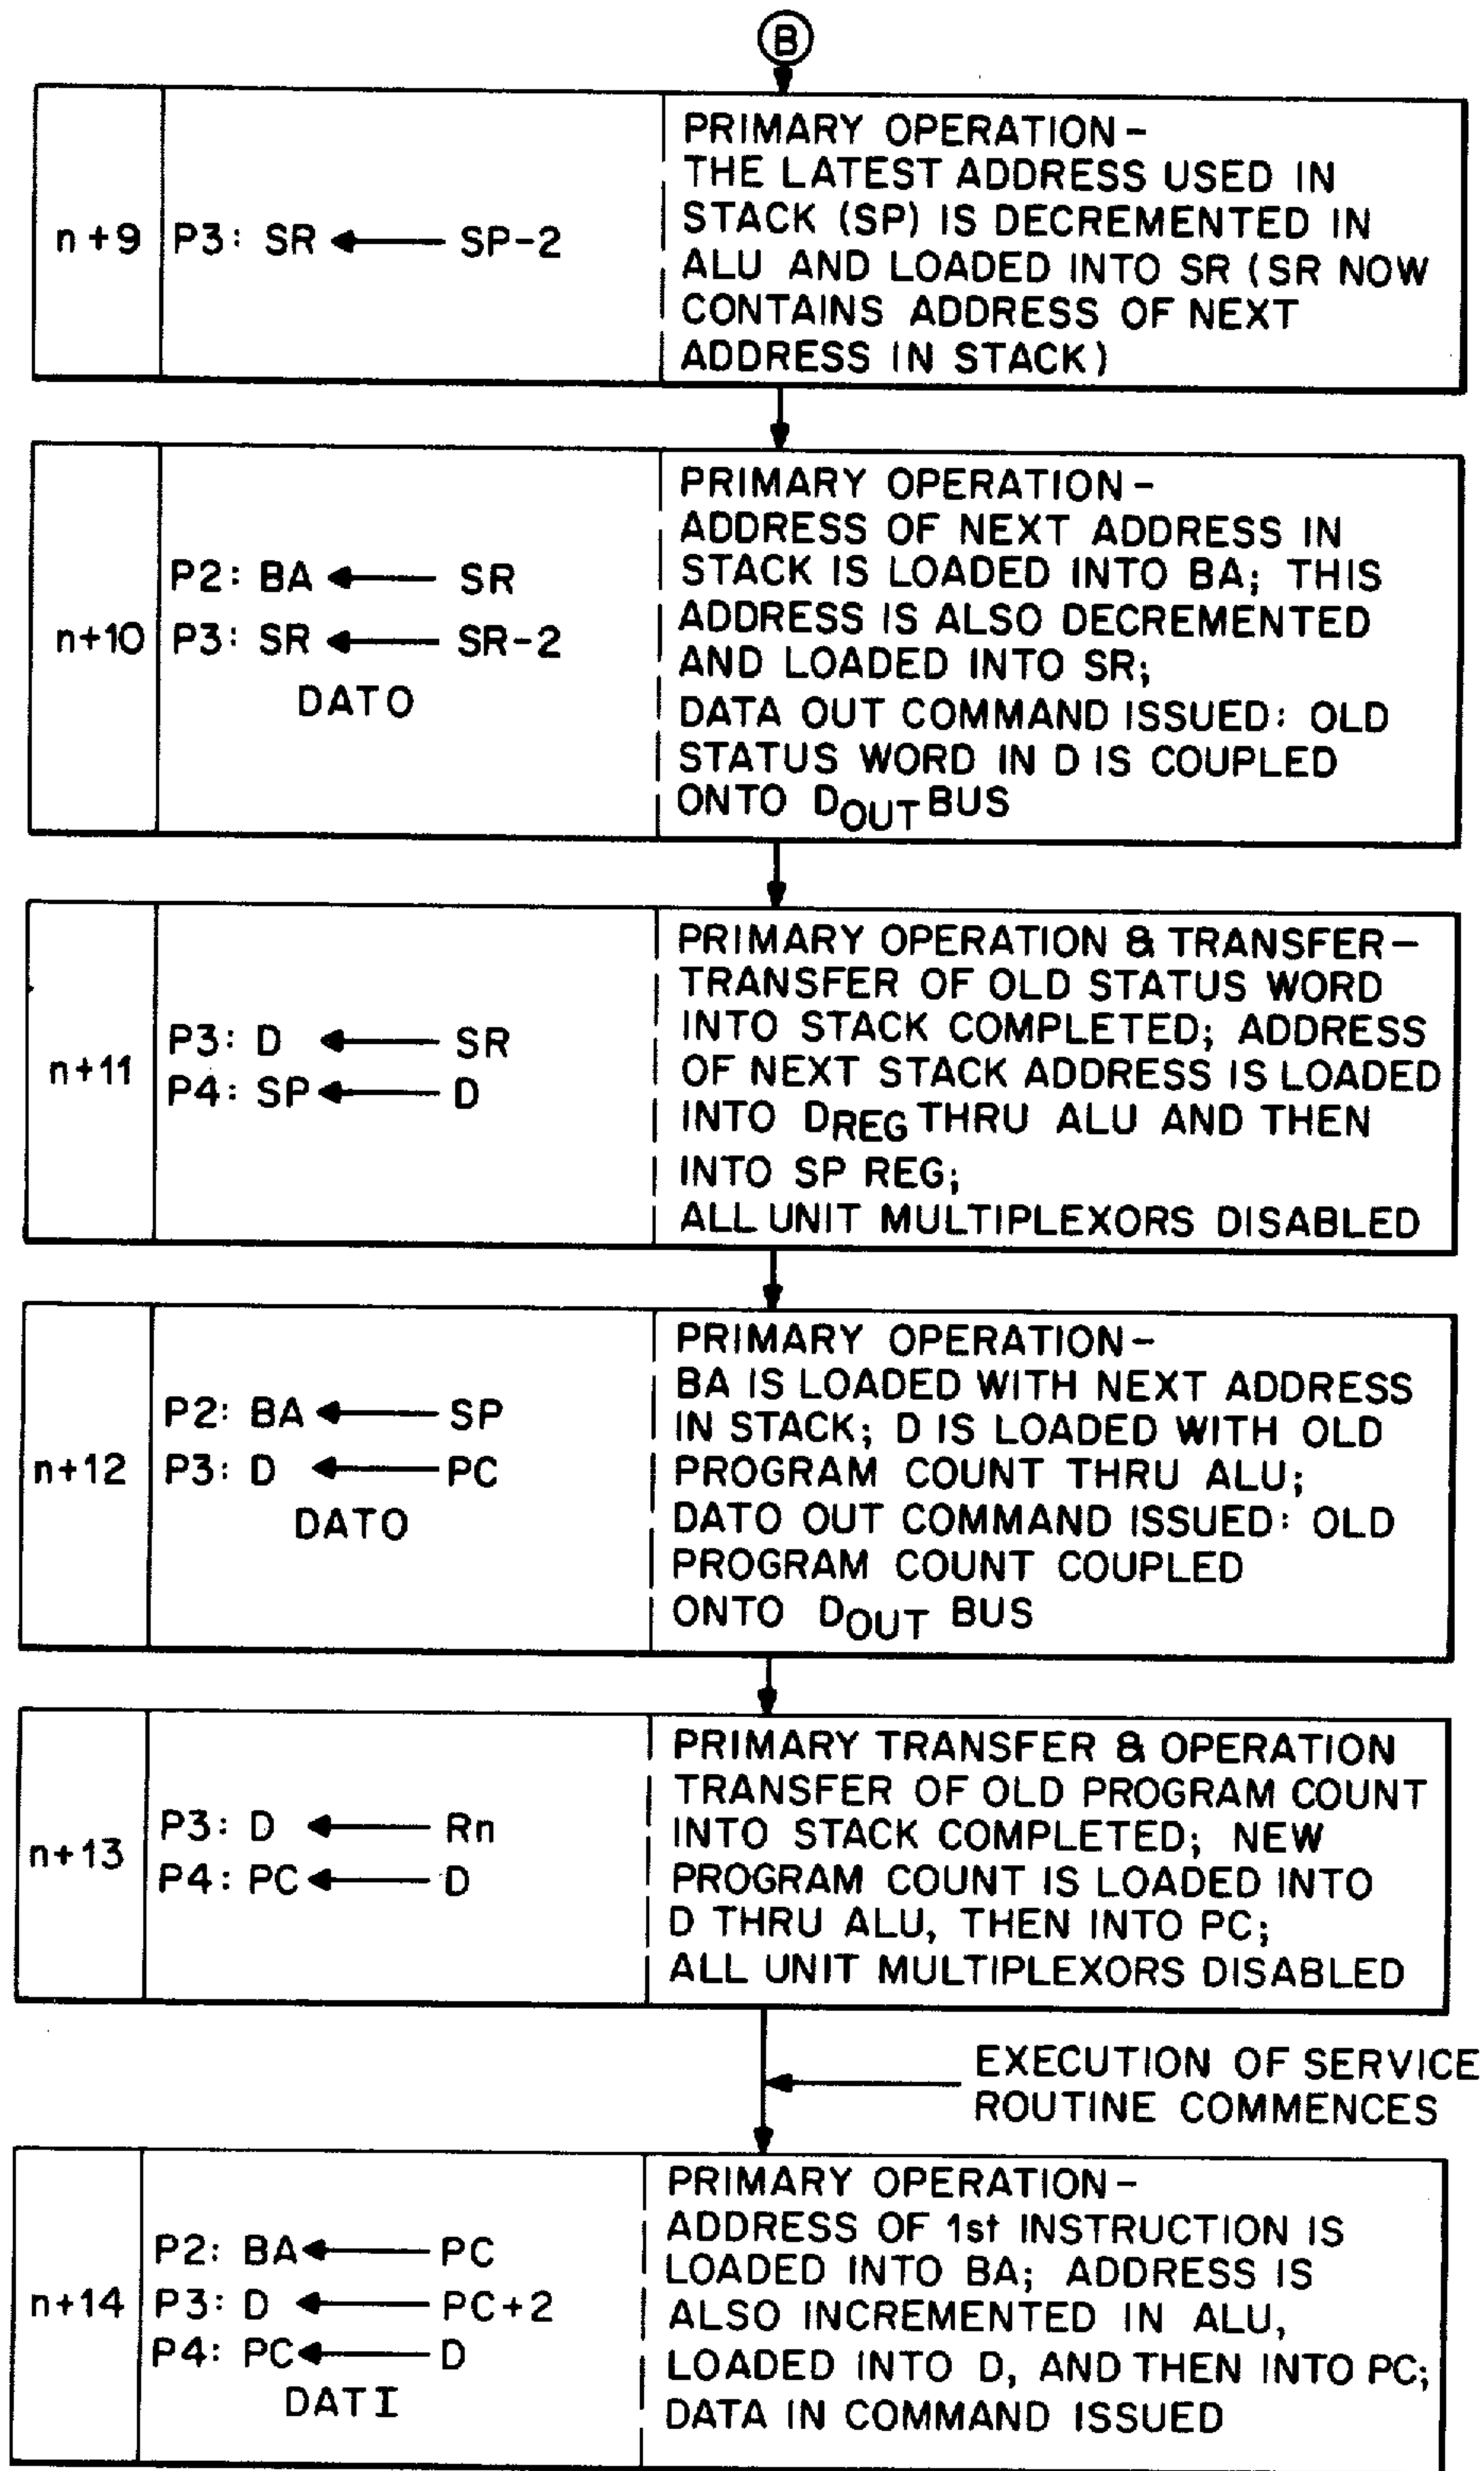 B
n+9
P3: SR ← SP-2
PRIMARY OPERATION-
THE LATEST ADDRESS USED IN
STACK (SP) IS DECREMENTED IN
ALU AND LOADED INTO SR (SR NOW
CONTAINS ADDRESS OF NEXT
ADDRESS IN STACK)
n+10
P2: BA ← SR
P3: SR ← SR-2
DATO
PRIMARY OPERATION-
ADDRESS OF NEXT ADDRESS IN
STACK IS LOADED INTO BA; THIS
ADDRESS IS ALSO DECREMENTED
AND LOADED INTO SR;
DATA OUT COMMAND ISSUED: OLD
STATUS WORD IN D IS COUPLED
ONTO DOUT BUS
n+11
P3: D ← SR
P4: SP ← D
PRIMARY OPERATION & TRANSFER-
TRANSFER OF OLD STATUS WORD
INTO STACK COMPLETED; ADDRESS
OF NEXT STACK ADDRESS IS LOADED
INTO DREG THRU ALU AND THEN
INTO SP REG;
ALL UNIT MULTIPLEXORS DISABLED
n+12
P2: BA ← SP
P3: D ← PC
DATO
PRIMARY OPERATION-
BA IS LOADED WITH NEXT ADDRESS
IN STACK; D IS LOADED WITH OLD
PROGRAM COUNT THRU ALU;
DATO OUT COMMAND ISSUED: OLD
PROGRAM COUNT COUPLED
ONTO DOUT BUS
n+13
P3: D ← Rn
P4: PC ← D
PRIMARY TRANSFER & OPERATION
TRANSFER OF OLD PROGRAM COUNT
INTO STACK COMPLETED; NEW
PROGRAM COUNT IS LOADED INTO
D THRU ALU, THEN INTO PC;
ALL UNIT MULTIPLEXORS DISABLED
EXECUTION OF SERVICE
ROUTINE COMMENCES
n+14
P2: BA ← PC
P3: D ← PC+2
P4: PC ← D
DATI
PRIMARY OPERATION-
ADDRESS OF 1st INSTRUCTION IS
LOADED INTO BA; ADDRESS IS
ALSO INCREMENTED IN ALU,
LOADED INTO D, AND THEN INTO PC;
DATA IN COMMAND ISSUED